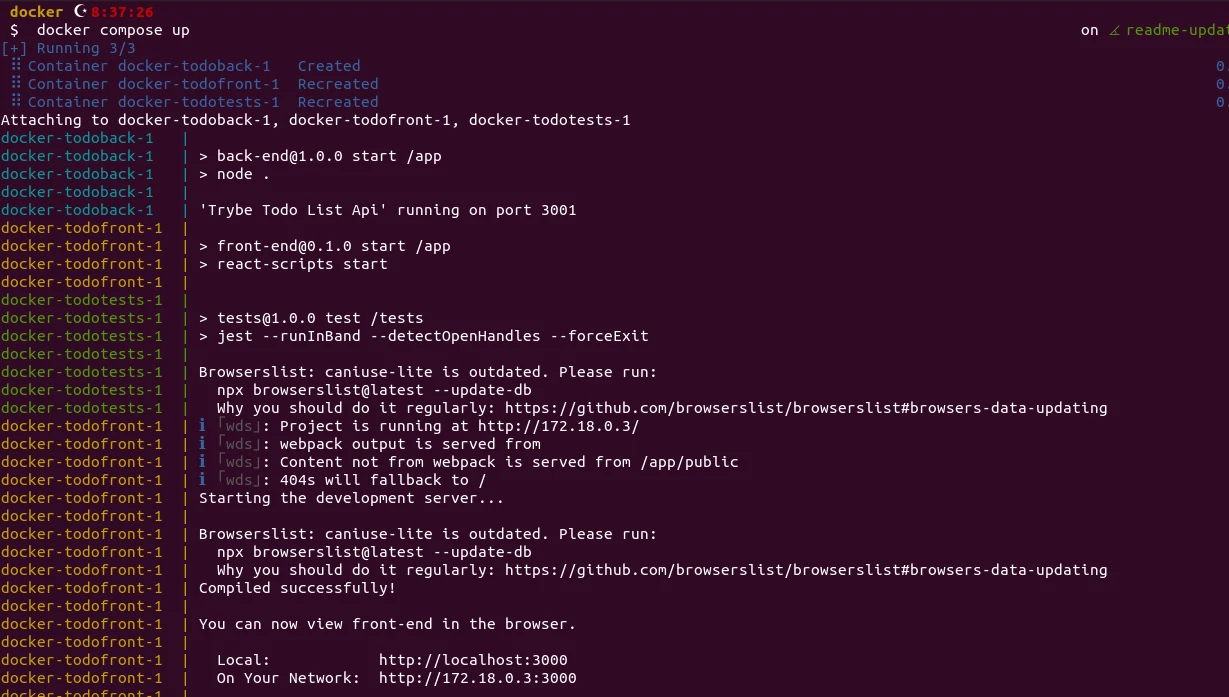 docker ☪8:37:26
$ docker compose up on readme-updat
[+] Running 3/3
⠿ Container docker-todoback-1 Created 0.
⠿ Container docker-todofront-1 Recreated 0.
⠿ Container docker-todotests-1 Recreated 0.
Attaching to docker-todoback-1, docker-todofront-1, docker-todotests-1
docker-todoback-1 |
docker-todoback-1 | > back-end@1.0.0 start /app
docker-todoback-1 | > node .
docker-todoback-1 |
docker-todoback-1 | 'Trybe Todo List Api' running on port 3001
docker-todofront-1 |
docker-todofront-1 | > front-end@0.1.0 start /app
docker-todofront-1 | > react-scripts start
docker-todofront-1 |
docker-todotests-1 |
docker-todotests-1 | > tests@1.0.0 test /tests
docker-todotests-1 | > jest --runInBand --detectOpenHandles --forceExit
docker-todotests-1 |
docker-todotests-1 | Browserslist: caniuse-lite is outdated. Please run:
docker-todotests-1 | npx browserslist@latest --update-db
docker-todotests-1 | Why you should do it regularly: https://github.com/browserslist/browserslist#browsers-data-updating
docker-todofront-1 | ℹ 「wds」: Project is running at http://172.18.0.3/
docker-todofront-1 | ℹ 「wds」: webpack output is served from
docker-todofront-1 | ℹ 「wds」: Content not from webpack is served from /app/public
docker-todofront-1 | ℹ 「wds」: 404s will fallback to /
docker-todofront-1 | Starting the development server...
docker-todofront-1 |
docker-todofront-1 | Browserslist: caniuse-lite is outdated. Please run:
docker-todofront-1 | npx browserslist@latest --update-db
docker-todofront-1 | Why you should do it regularly: https://github.com/browserslist/browserslist#browsers-data-updating
docker-todofront-1 | Compiled successfully!
docker-todofront-1 |
docker-todofront-1 | You can now view front-end in the browser.
docker-todofront-1 |
docker-todofront-1 | Local: http://localhost:3000
docker-todofront-1 | On Your Network: http://172.18.0.3:3000
docker-todofront-1 |